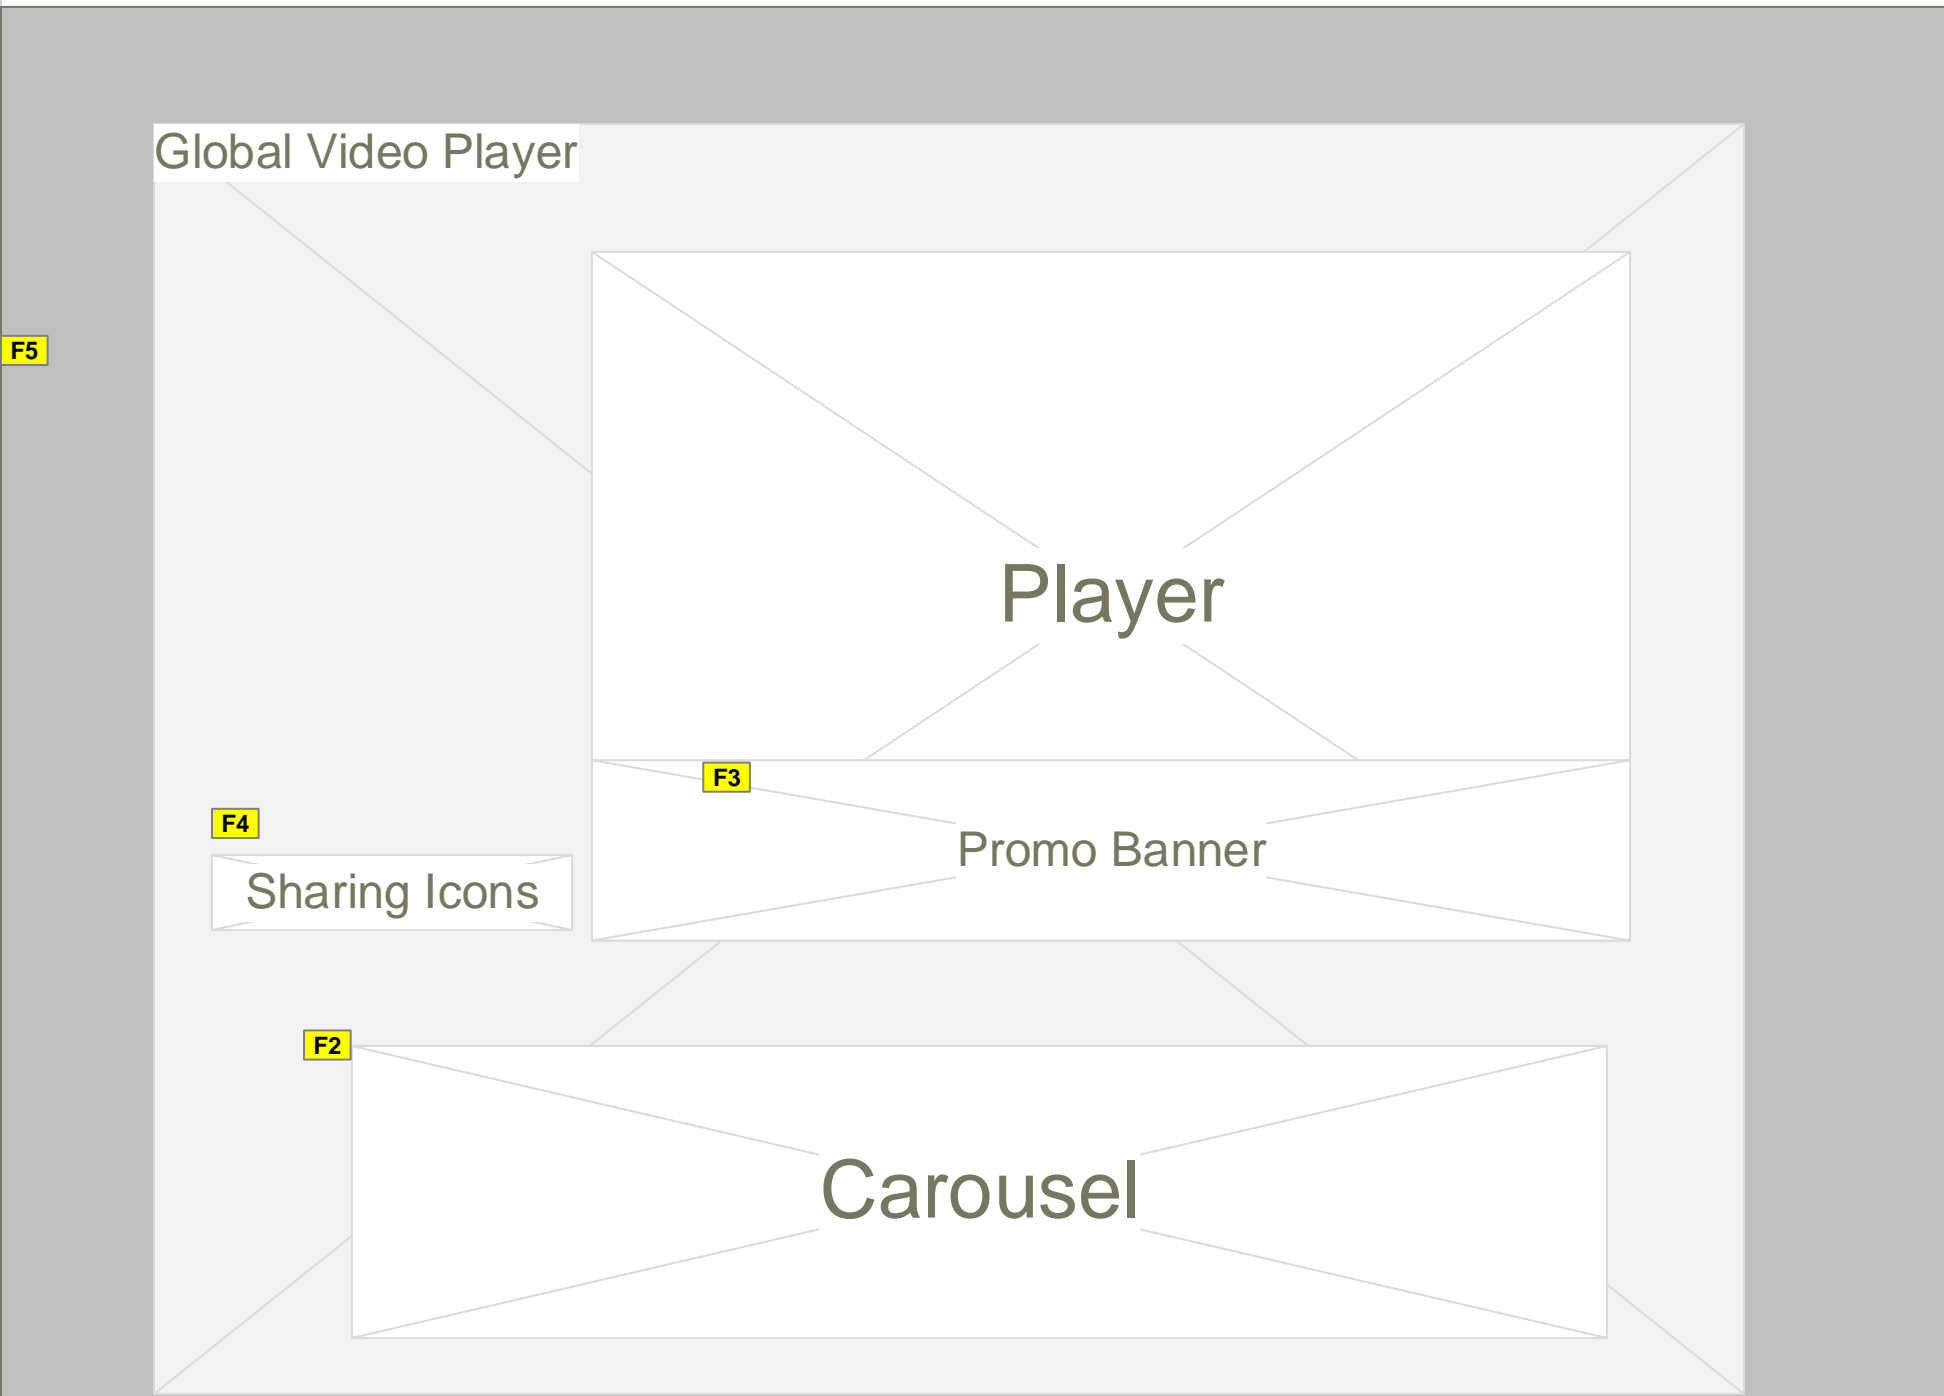 Global Video Player
F5
Player
F3
Promo Banner
F4
Sharing Icons
F2
Carousel